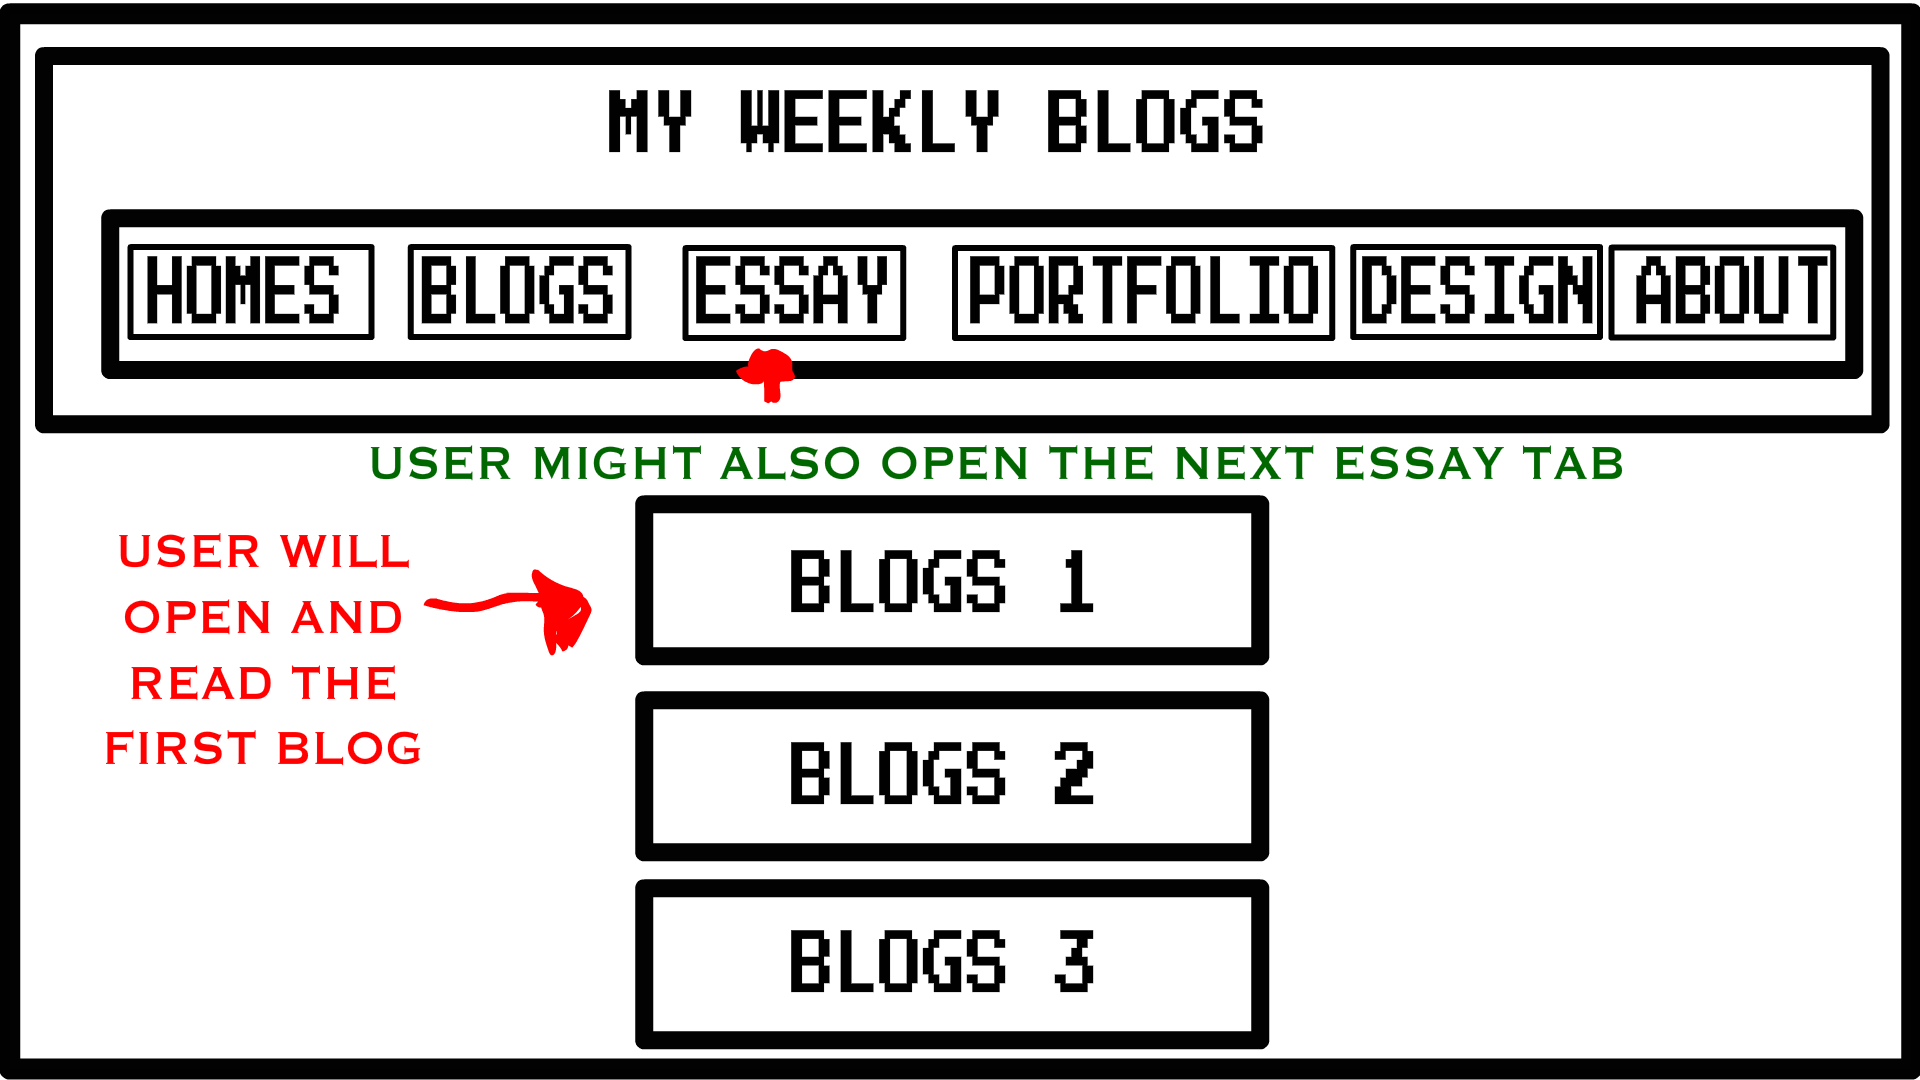 MY WEEKLY BLOGS
HOMES BLOGS ESSAY PORTFOLIO DESIGN ABOUT
USER MIGHT ALSO OPEN THE NEXT ESSAY TAB
USER WILL
OPEN AND
READ THE
FIRST BLOG
BLOGS 1
BLOGS 2
BLOGS 3